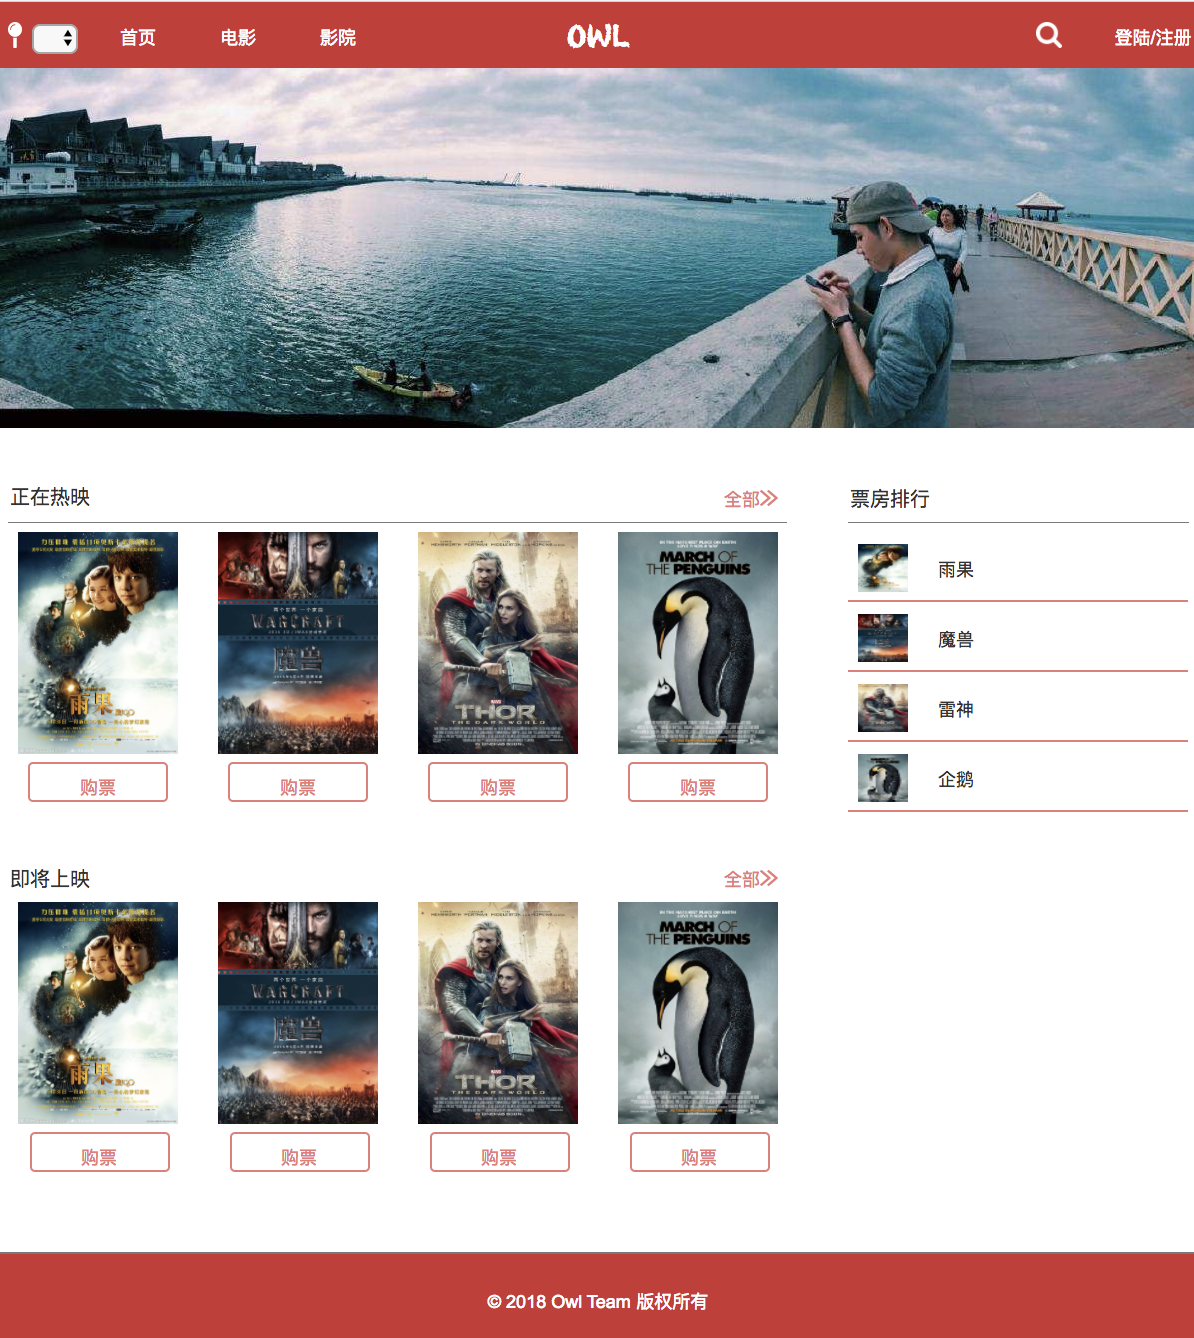 首页 电影 影院 OWL 登陆/注册
正在热映 全部
票房排行
雨果
WARCRAFT
魔兽
THOR
THE DARK WORLD
MARCH OF
THE PENGUINS
购票 购票 购票 购票
雨果
魔兽
雷神
企鹅
即将上映 全部
雨果
WARCRAFT
魔兽
THOR
THE DARK WORLD
MARCH OF
THE PENGUINS
购票 购票 购票 购票
© 2018 Owl Team 版权所有